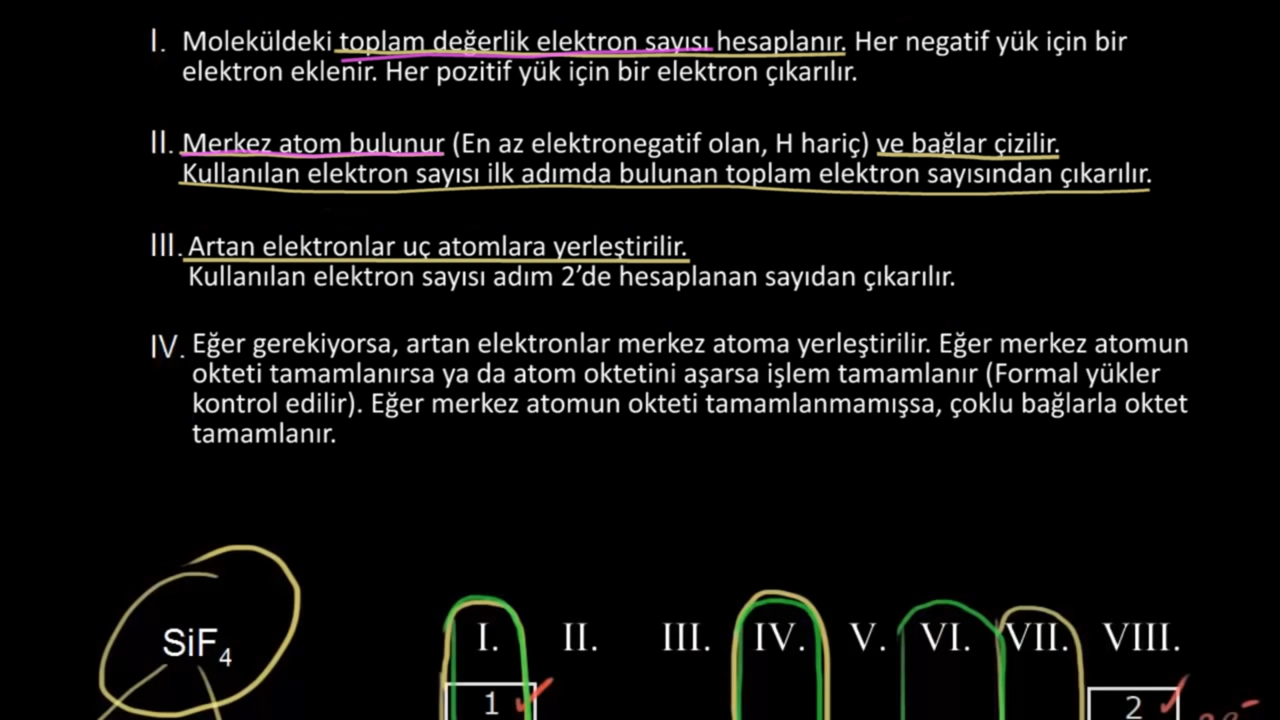 I. Moleküldeki toplam değerlik elektron sayısı hesaplanır. Her negatif yük için bir
elektron eklenir. Her pozitif yük için bir elektron çıkarılır.
II. Merkez atom bulunur (En az elektronegatif olan, H hariç) ve bağlar çizilir.
Kullanılan elektron sayısı ilk adımda bulunan toplam elektron sayısından çıkarılır.
III. Artan elektronlar uç atomlara yerleştirilir.
Kullanılan elektron sayısı adım 2’de hesaplanan sayıdan çıkarılır.
IV. Eğer gerekiyorsa, artan elektronlar merkez atoma yerleştirilir. Eğer merkez atomun
okteti tamamlanırsa ya da atom oktetini aşarsa işlem tamamlanır (Formal yükler
kontrol edilir). Eğer merkez atomun okteti tamamlanmamışsa, çoklu bağlarla oktet
tamamlanır.
SiF4
I. II. III. IV. V. VI. VII. VIII.
1 2